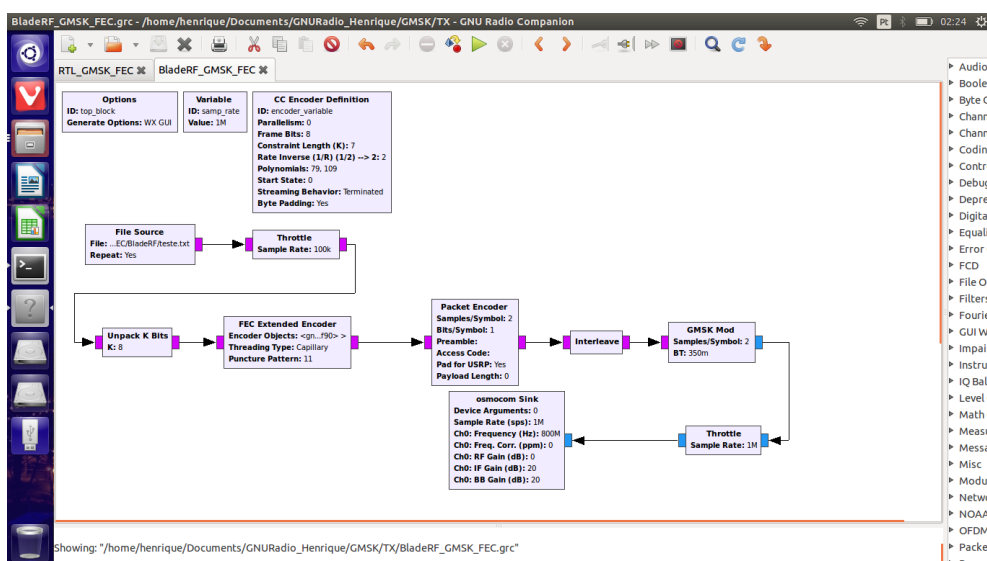 BladeRF_GMSK_FEC.grc - /home/henrique/Documents/GNURadio_Henrique/GMSK/TX - GNU Radio Companion
Pt
02:24
RTL_GMSK_FEC
BladeRF_GMSK_FEC
Options
ID: top_block
Generate Options: WX GUI
Variable
ID: samp_rate
Value: 1M
CC Encoder Definition
ID: encoder_variable
Parallelism: 0
Frame Bits: 8
Constraint Length (K): 7
Rate Inverse (1/R) (1/2) --> 2: 2
Polynomials: 79, 109
Start State: 0
Streaming Behavior: Terminated
Byte Padding: Yes
File Source
File: ...EC/BladeRF/teste.txt
Repeat: Yes
Throttle
Sample Rate: 100k
Unpack K Bits
K: 8
FEC Extended Encoder
Encoder Objects: <gn...f90> >
Threading Type: Capillary
Puncture Pattern: 11
Packet Encoder
Samples/Symbol: 2
Bits/Symbol: 1
Preamble:
Access Code:
Pad for USRP: Yes
Payload Length: 0
Interleave
GMSK Mod
Samples/Symbol: 2
BT: 350m
osmocom Sink
Device Arguments: 0
Sample Rate (sps): 1M
Ch0: Frequency (Hz): 800M
Ch0: Freq. Corr. (ppm): 0
Ch0: RF Gain (dB): 0
Ch0: IF Gain (dB): 20
Ch0: BB Gain (dB): 20
Throttle
Sample Rate: 1M
Audio
Boole
Byte C
Chann
Chann
Codin
Contr
Debug
Depre
Digita
Equali
Error
FCD
File O
Filters
Fourie
GUI W
Impai
Instru
IQ Bal
Level
Math
Measu
Messa
Misc
Modu
Netwo
NOAA
OFDM
Packe
Showing: "/home/henrique/Documents/GNURadio_Henrique/GMSK/TX/BladeRF_GMSK_FEC.grc"